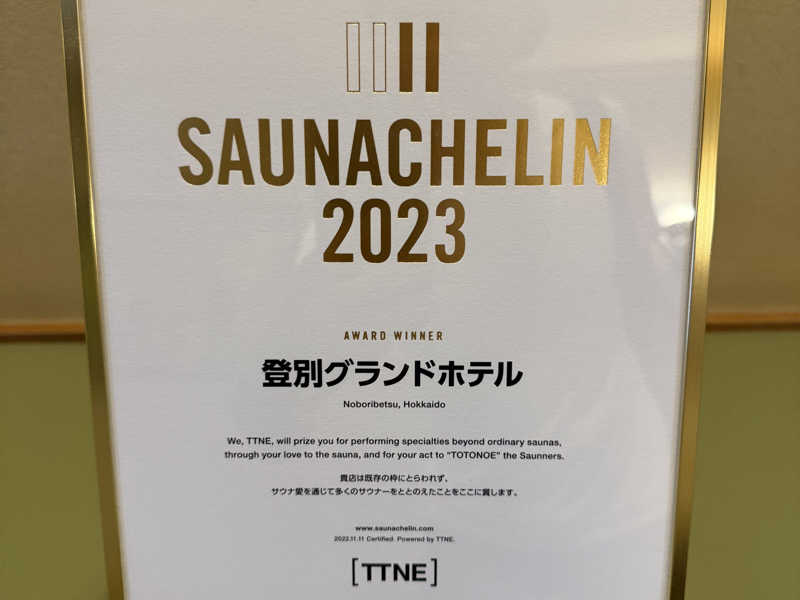 SAUNACHELIN
2023
AWARD WINNER
登別グランドホテル
Noboribetsu, Hokkaido
We, TTNE, will prize you for performing specialties beyond ordinary saunas,
through your love to the sauna, and for your act to "TOTONOE" the Saunners.
貴店は既存の枠にとらわれず、
サウナ愛を通じて多くのサウナーをととのえたことをここに賞します。
www.saunachelin.com
2023.11.11 Certified. Powered by TTNE.
[TTNE]